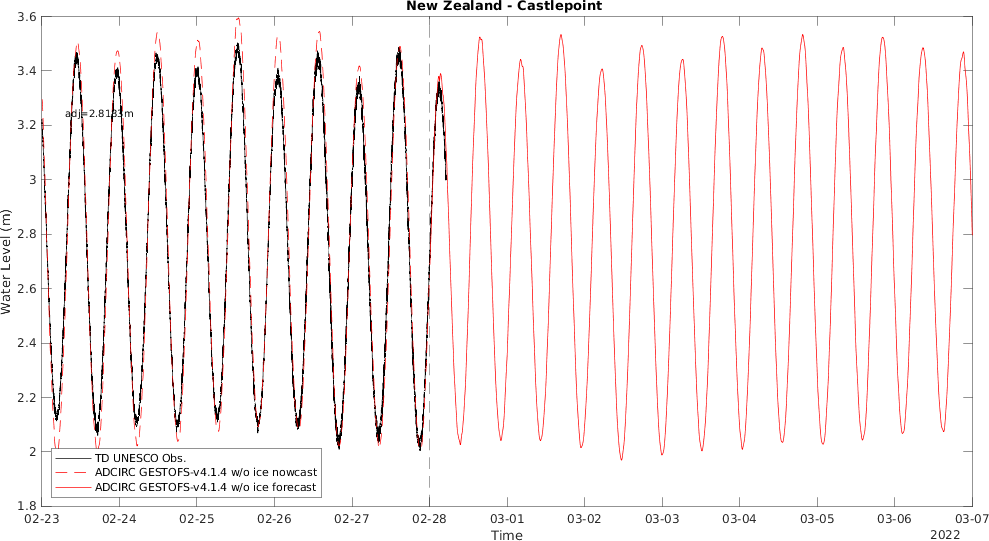 New Zealand - Castlepoint
3.6
3.4
3.2
3
2.8
2.6
2.4
2.2
2
1.8
Water Level (m)
adj=2.8183m
TD UNESCO Obs.
ADCIRC GESTOFS-v4.1.4 w/o ice nowcast
ADCIRC GESTOFS-v4.1.4 w/o ice forecast
02-23 02-24 02-25 02-26 02-27 02-28 03-01 03-02 03-03 03-04 03-05 03-06 03-07
Time
2022